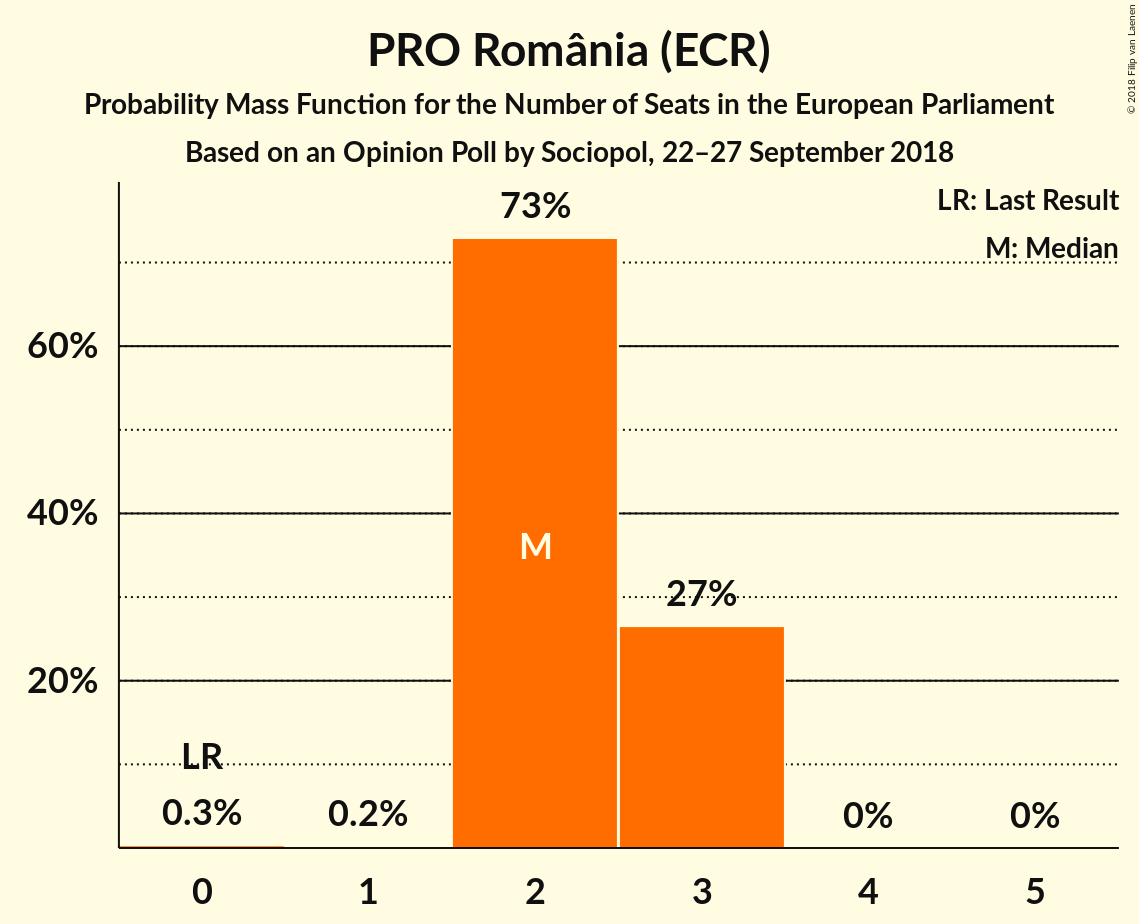 PRO România (ECR)
Probability Mass Function for the Number of Seats in the European Parliament
Based on an Opinion Poll by Sociopol, 22–27 September 2018
© 2018 Filip van Laenen
LR: Last Result
M: Median
73%
60%
40%
M
27%
20%
LR
0.3%
0.2%
0%
0%
0
1
2
3
4
5